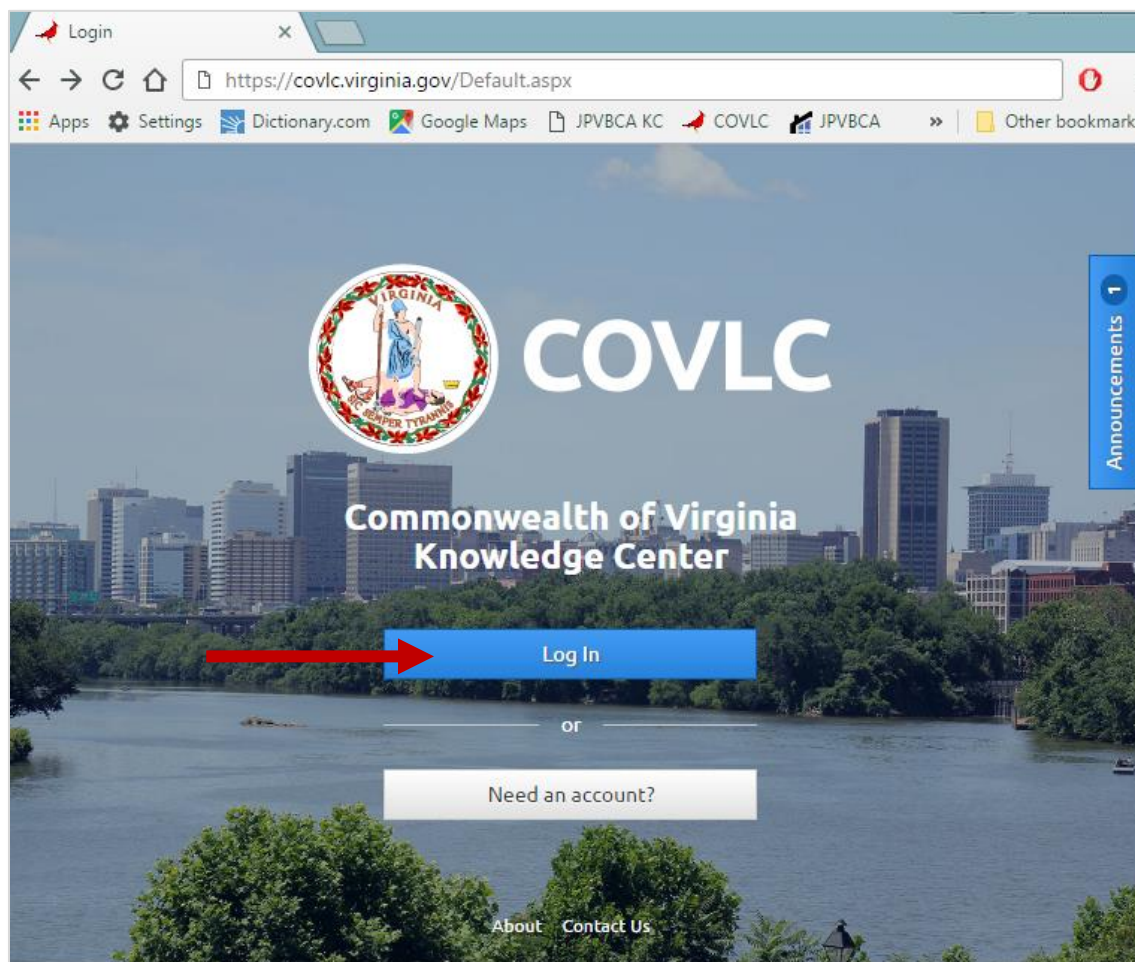 Login
https://covlc.virginia.gov/Default.aspx
Apps Settings Dictionary.com Google Maps JPVBCA KC COVLC JPVBCA » Other bookmark
VIRGINIA
SIC SEMPER TYRANNIS
COVLC
Announcements 1
Commonwealth of Virginia
Knowledge Center
Log In
or
Need an account?
About Contact Us